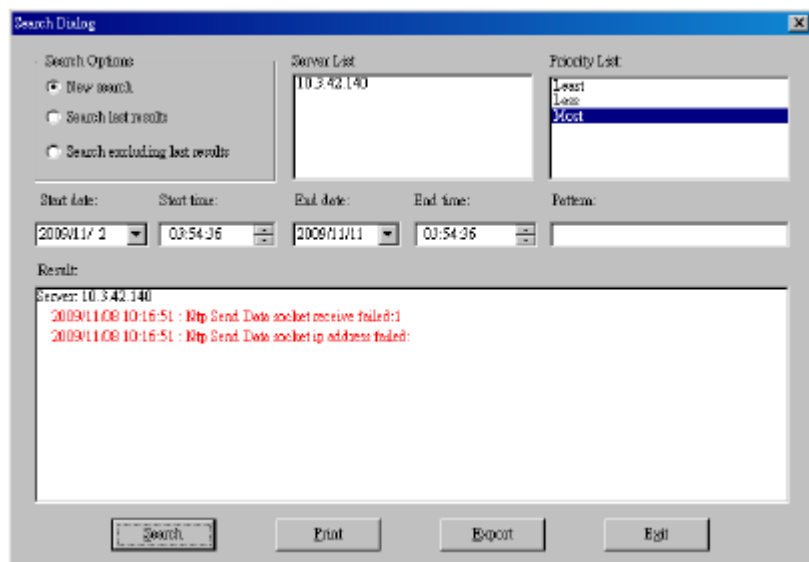 Search Dialog
Search Options
New search
Search last results
Search excluding last results
Server List
10.3.42.140
Priority List:
Least
Less
Most
Start date:
Start time:
End date:
End time:
Pattern:
2009/11/ 2
03:54:36
2009/11/11
03:54:36
Result:
Server: 10.3.42.140
2009/11/08 10:16:51 : Ntp Send Data socket receive failed:1
2009/11/08 10:16:51 : Ntp Send Data socket ip address failed:
Search
Print
Export
Exit